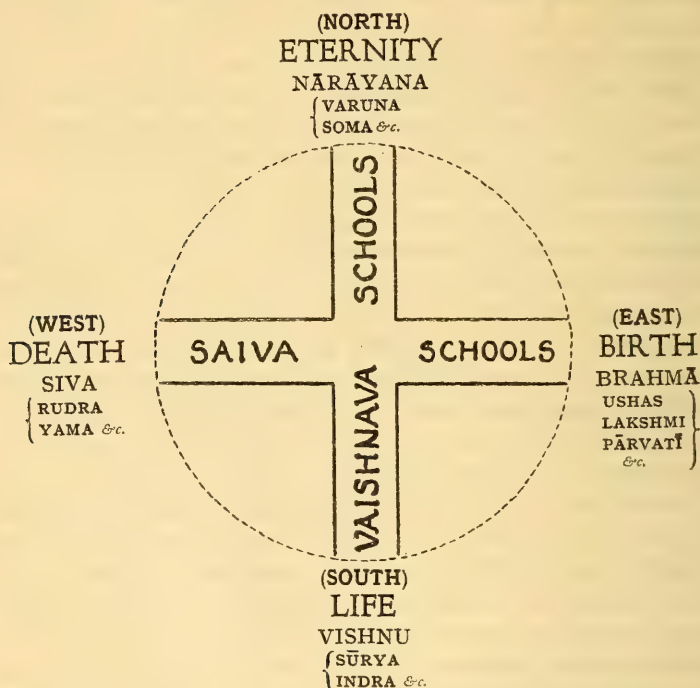 (NORTH)
ETERNITY
NĀRĀYANA
VARUNA
SOMA &c.
SCHOOLS
(WEST)
DEATH
SIVA
RUDRA
YAMA &c.
SAIVA SCHOOLS
(EAST)
BIRTH
BRAHMĀ
USHAS
LAKSHMI
PĀRVATĪ
&c.
VAISHNAVA
(SOUTH)
LIFE
VISHNU
SŪRYA
INDRA &c.